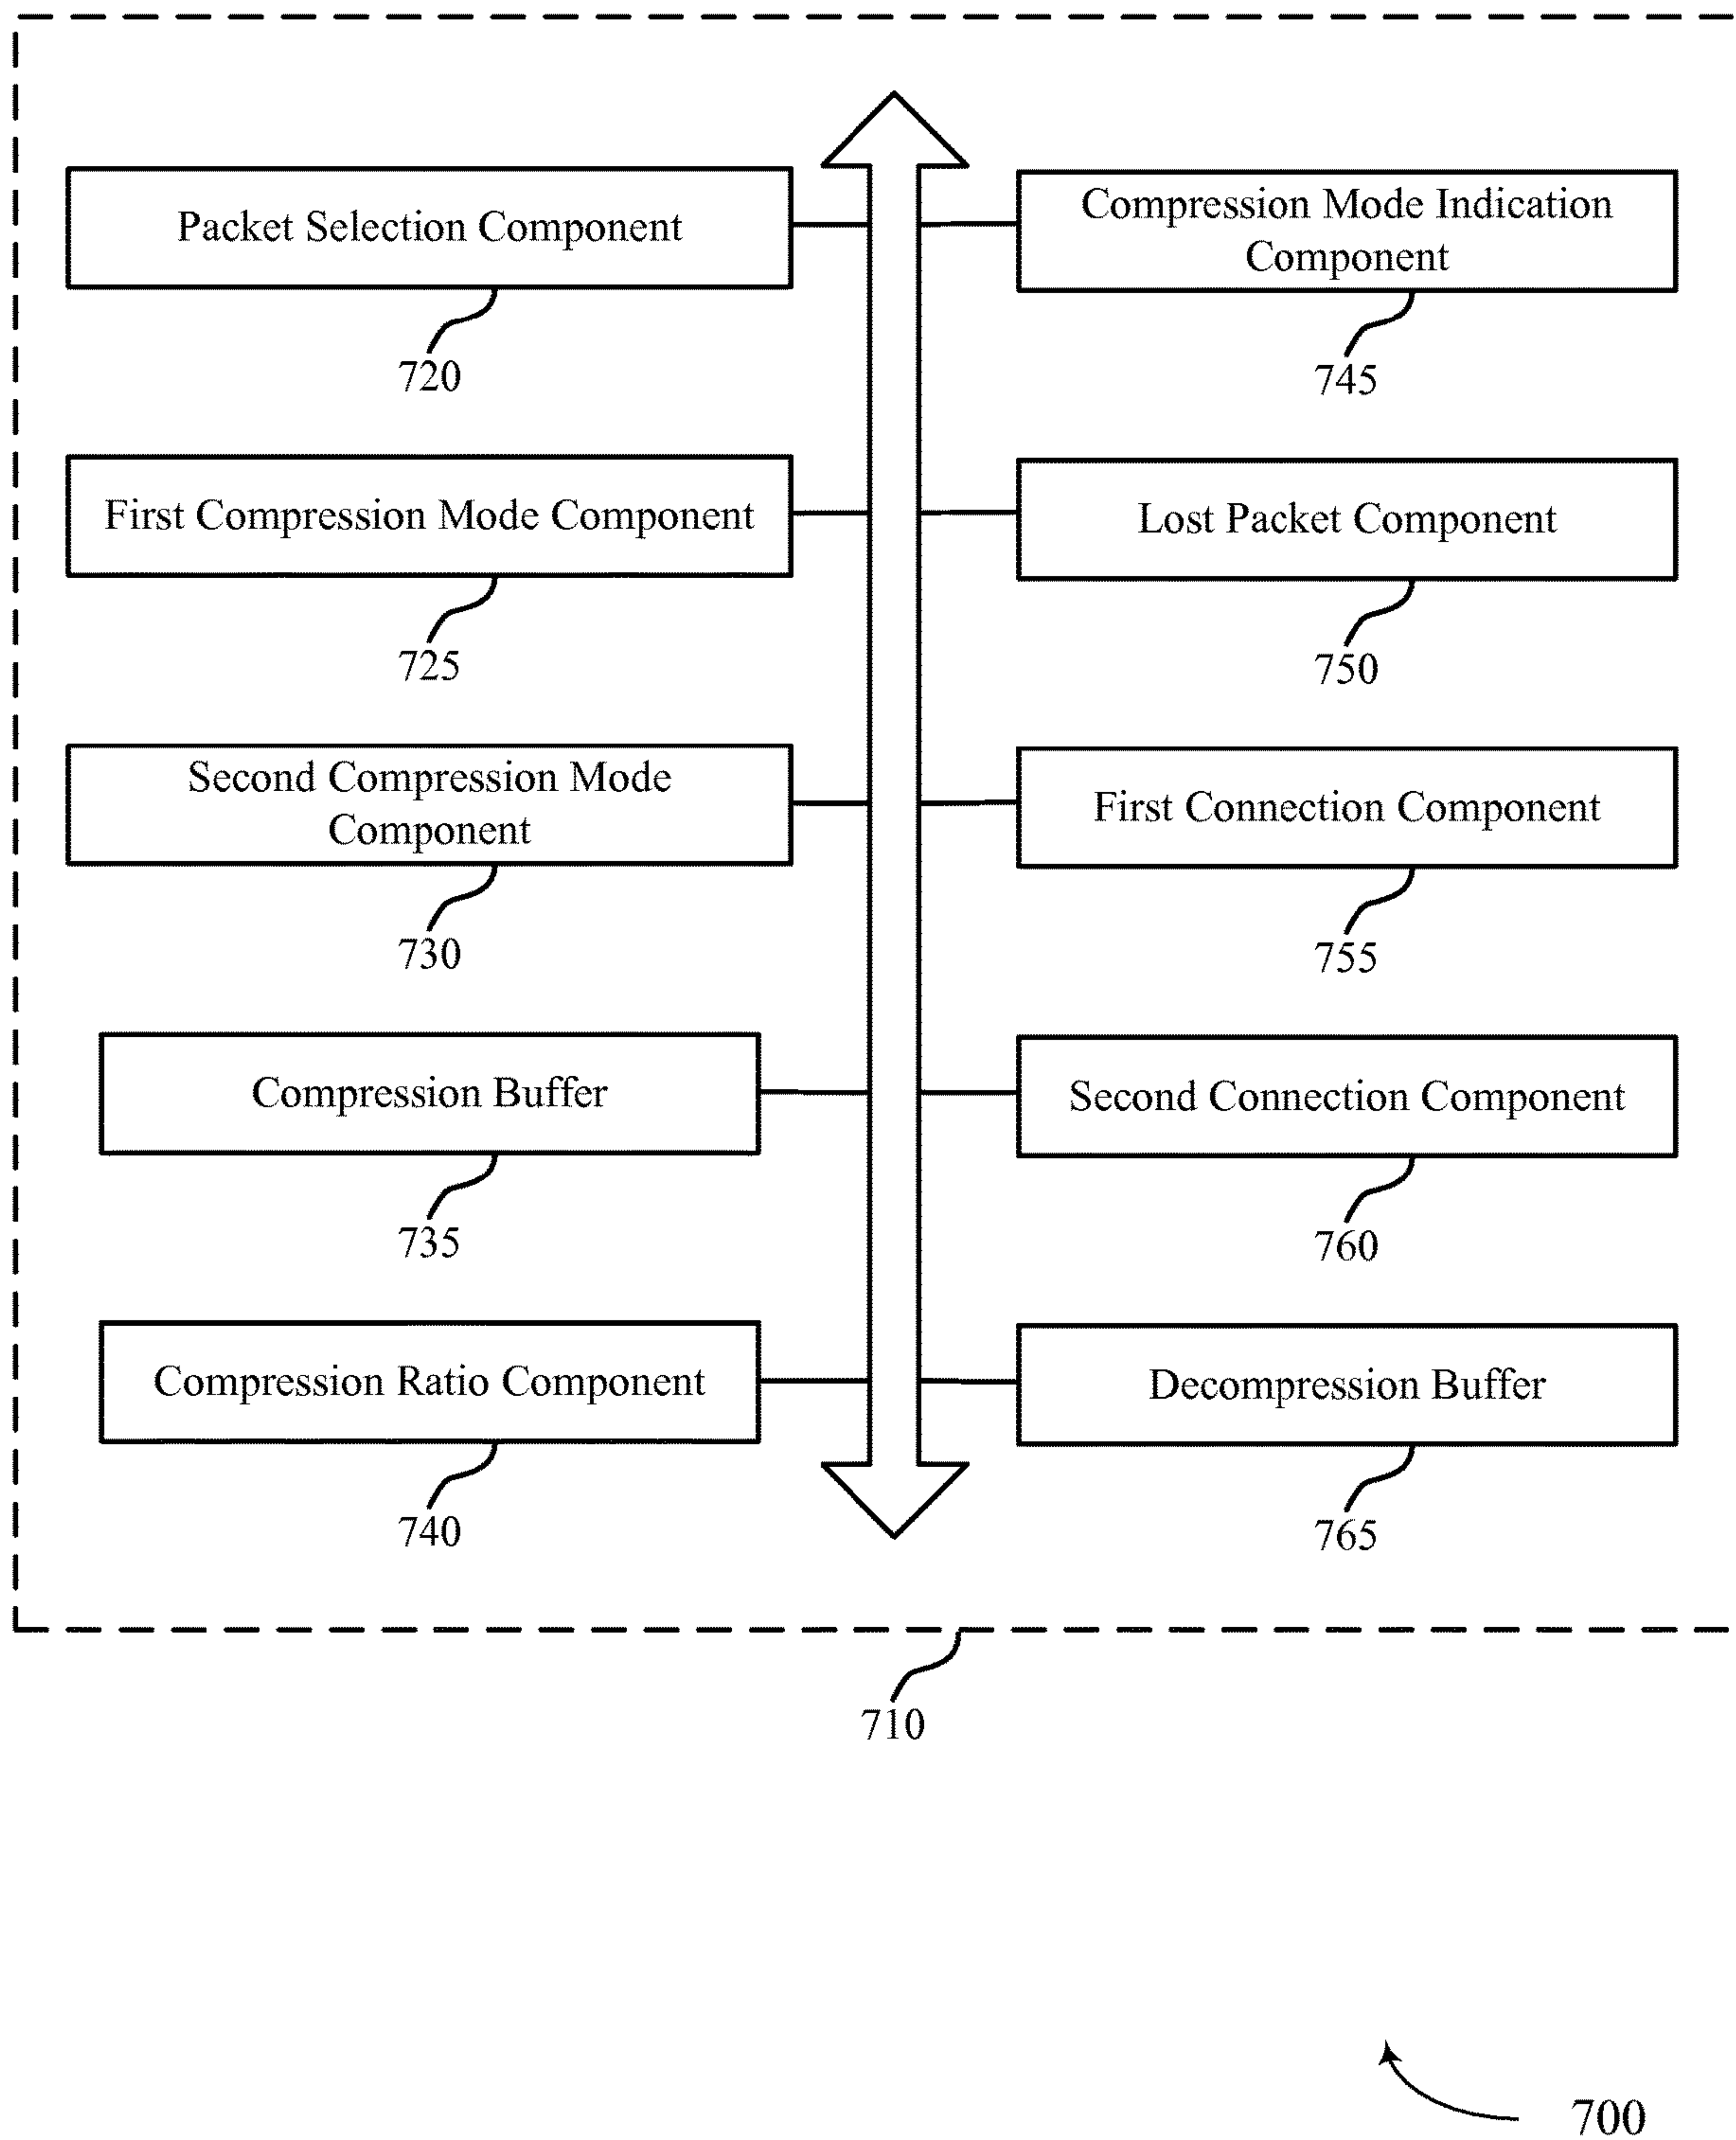 Packet Selection Component
720
First Compression Mode Component
725
Second Compression Mode
Component
730
Compression Buffer
735
Compression Ratio Component
740
Compression Mode Indication
Component
745
Lost Packet Component
750
First Connection Component
755
Second Connection Component
760
Decompression Buffer
765
710
700